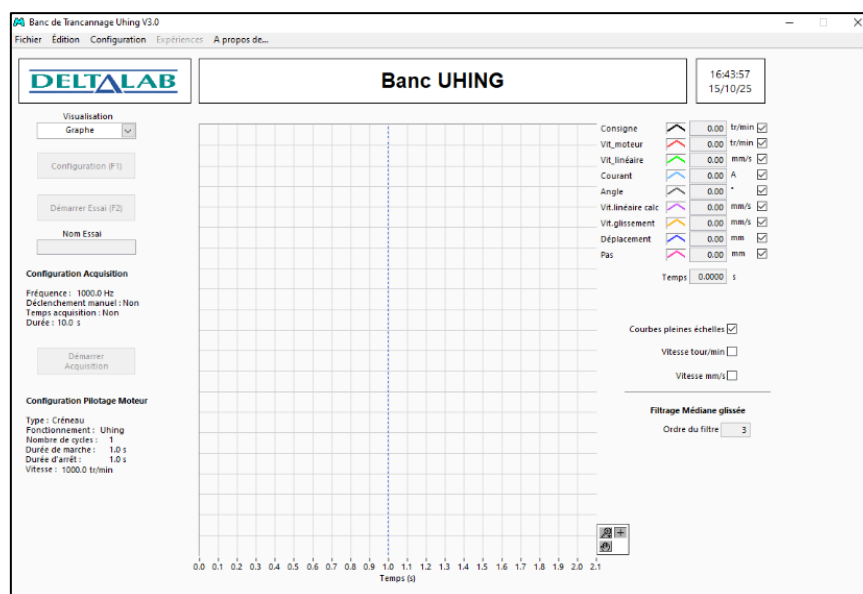 Banc de Trancannage Uhing V3.0
Fichier Édition Configuration Expériences A propos de...
DELTALAB
Banc UHING
16:43:57
15/10/25
Visualisation
Graphe
Configuration (F1)
Démarrer Essai (F2)
Nom Essai
Configuration Acquisition
Fréquence : 1000.0 Hz
Déclenchement manuel : Non
Temps acquisition : Non
Durée : 10.0 s
Démarrer
Acquisition
Configuration Pilotage Moteur
Type : Créneau
Fonctionnement : Uhing
Nombre de cycles : 1
Durée de marche : 1.0 s
Durée d'arrêt : 1.0 s
Vitesse : 1000.0 tr/min
0.0 0.1 0.2 0.3 0.4 0.5 0.6 0.7 0.8 0.9 1.0 1.1 1.2 1.3 1.4 1.5 1.6 1.7 1.8 1.9 2.0 2.1
Temps (s)
Consigne 0.00 tr/min
Vit_moteur 0.00 tr/min
Vit_linéaire 0.00 mm/s
Courant 0.00 A
Angle 0.00 °
Vit.linéaire calc 0.00 mm/s
Vit.glissement 0.00 mm/s
Déplacement 0.00 mm
Pas 0.00 mm
Temps 0.0000 s
Courbes pleines échelles
Vitesse tour/min
Vitesse mm/s
Filtrage Médiane glissée
Ordre du filtre 3